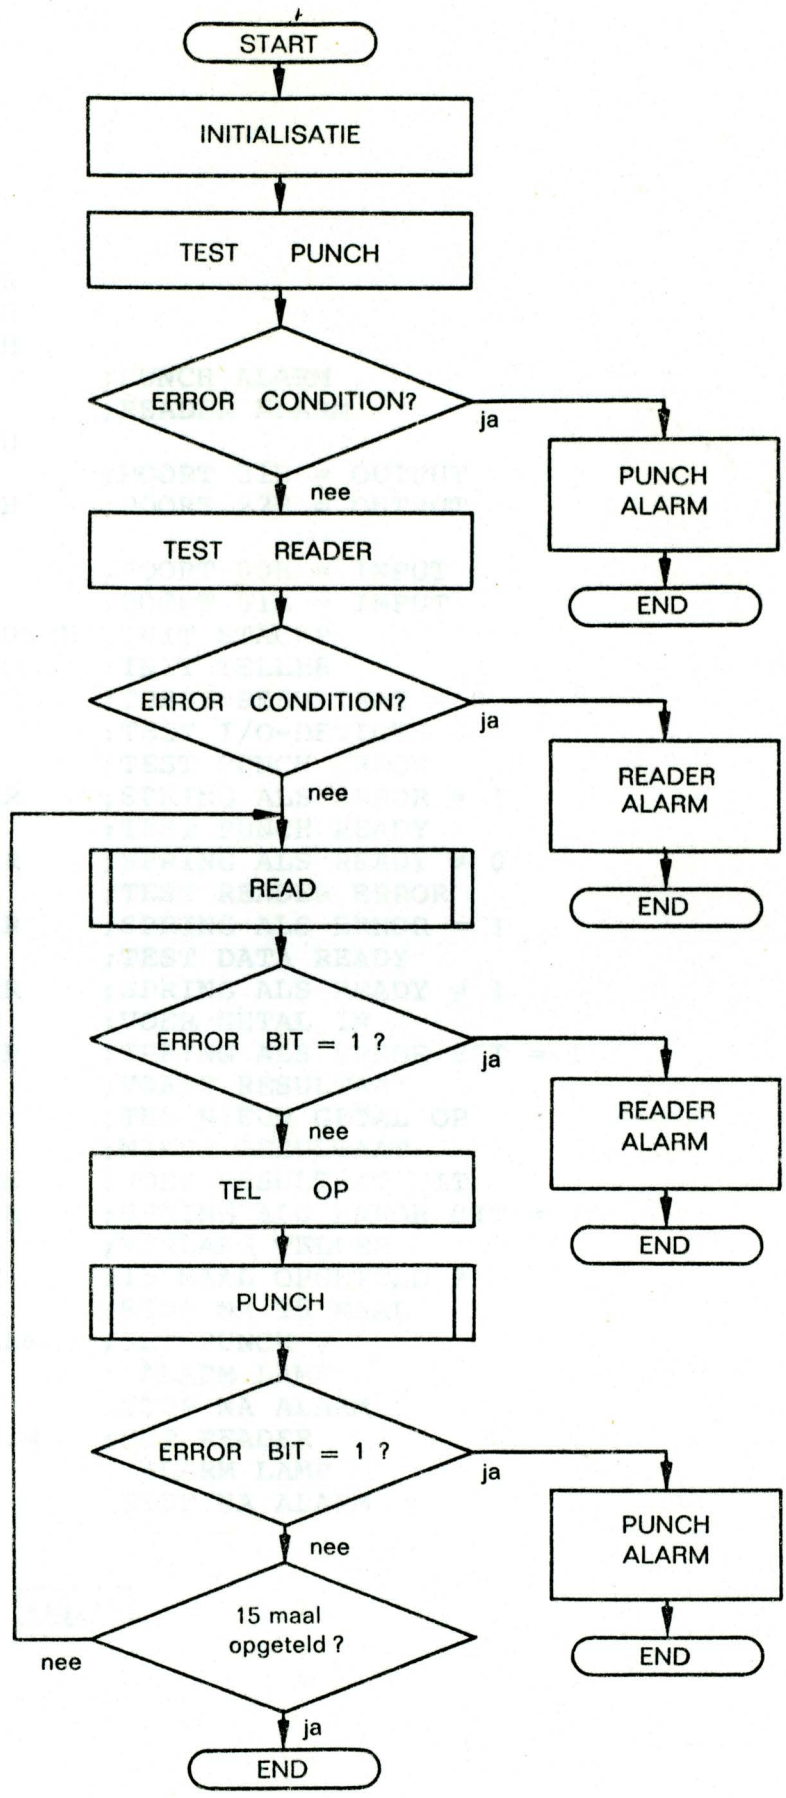 START
INITIALISATIE
TEST PUNCH
ERROR CONDITION?
ja
PUNCH
ALARM
END
nee
TEST READER
ERROR CONDITION?
ja
READER
ALARM
END
nee
READ
ERROR BIT = 1 ?
ja
READER
ALARM
END
nee
TEL OP
PUNCH
ERROR BIT = 1 ?
ja
PUNCH
ALARM
END
nee
15 maal
opgeteld ?
nee
ja
END